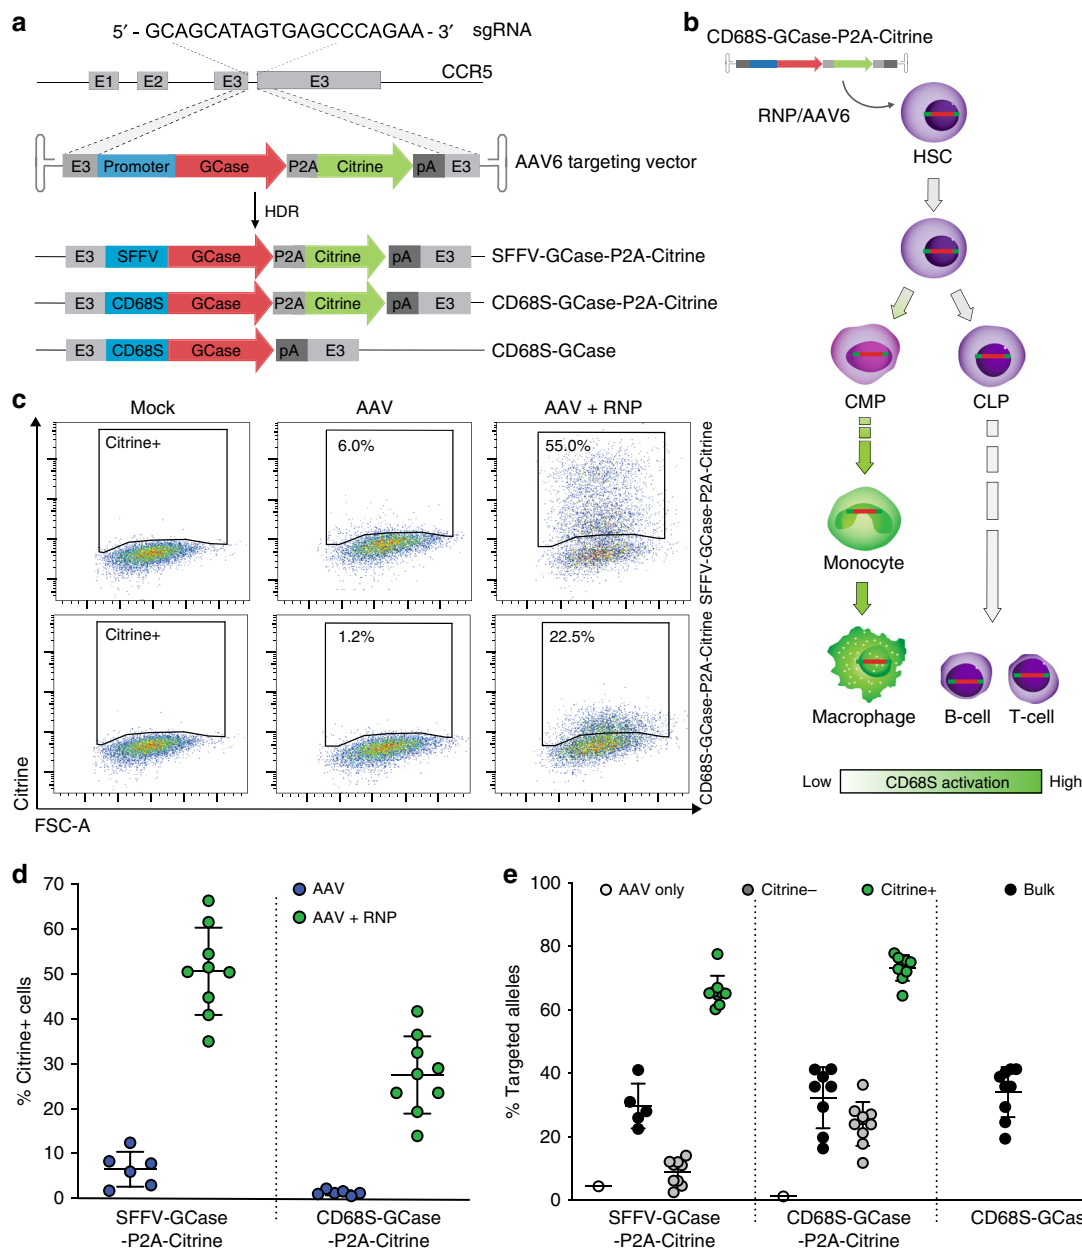 a
5′ - GCAGCATAGTGAGCCCAGAA - 3′ sgRNA
E1 E2 E3 E3 CCR5
E3 Promoter GCase P2A Citrine pA E3 AAV6 targeting vector
HDR
E3 SFFV GCase P2A Citrine pA E3 SFFV-GCase-P2A-Citrine
E3 CD68S GCase P2A Citrine pA E3 CD68S-GCase-P2A-Citrine
E3 CD68S GCase pA E3 CD68S-GCase
b
CD68S-GCase-P2A-Citrine
RNP/AAV6
HSC
CMP CLP
Monocyte
Macrophage B-cell T-cell
Low CD68S activation High
c
Mock AAV AAV + RNP
Citrine+ 6.0% 55.0%
SFFV-GCase-P2A-Citrine
Citrine+ 1.2% 22.5%
CD68S-GCase-P2A-Citrine
Citrine
FSC-A
d
% Citrine+ cells
70
60
50
40
30
20
10
0
AAV
AAV + RNP
SFFV-GCase
-P2A-Citrine
CD68S-GCase
-P2A-Citrine
e
% Targeted alleles
100
80
60
40
20
0
AAV only Citrine– Citrine+ Bulk
SFFV-GCase
-P2A-Citrine
CD68S-GCase
-P2A-Citrine
CD68S-GCas